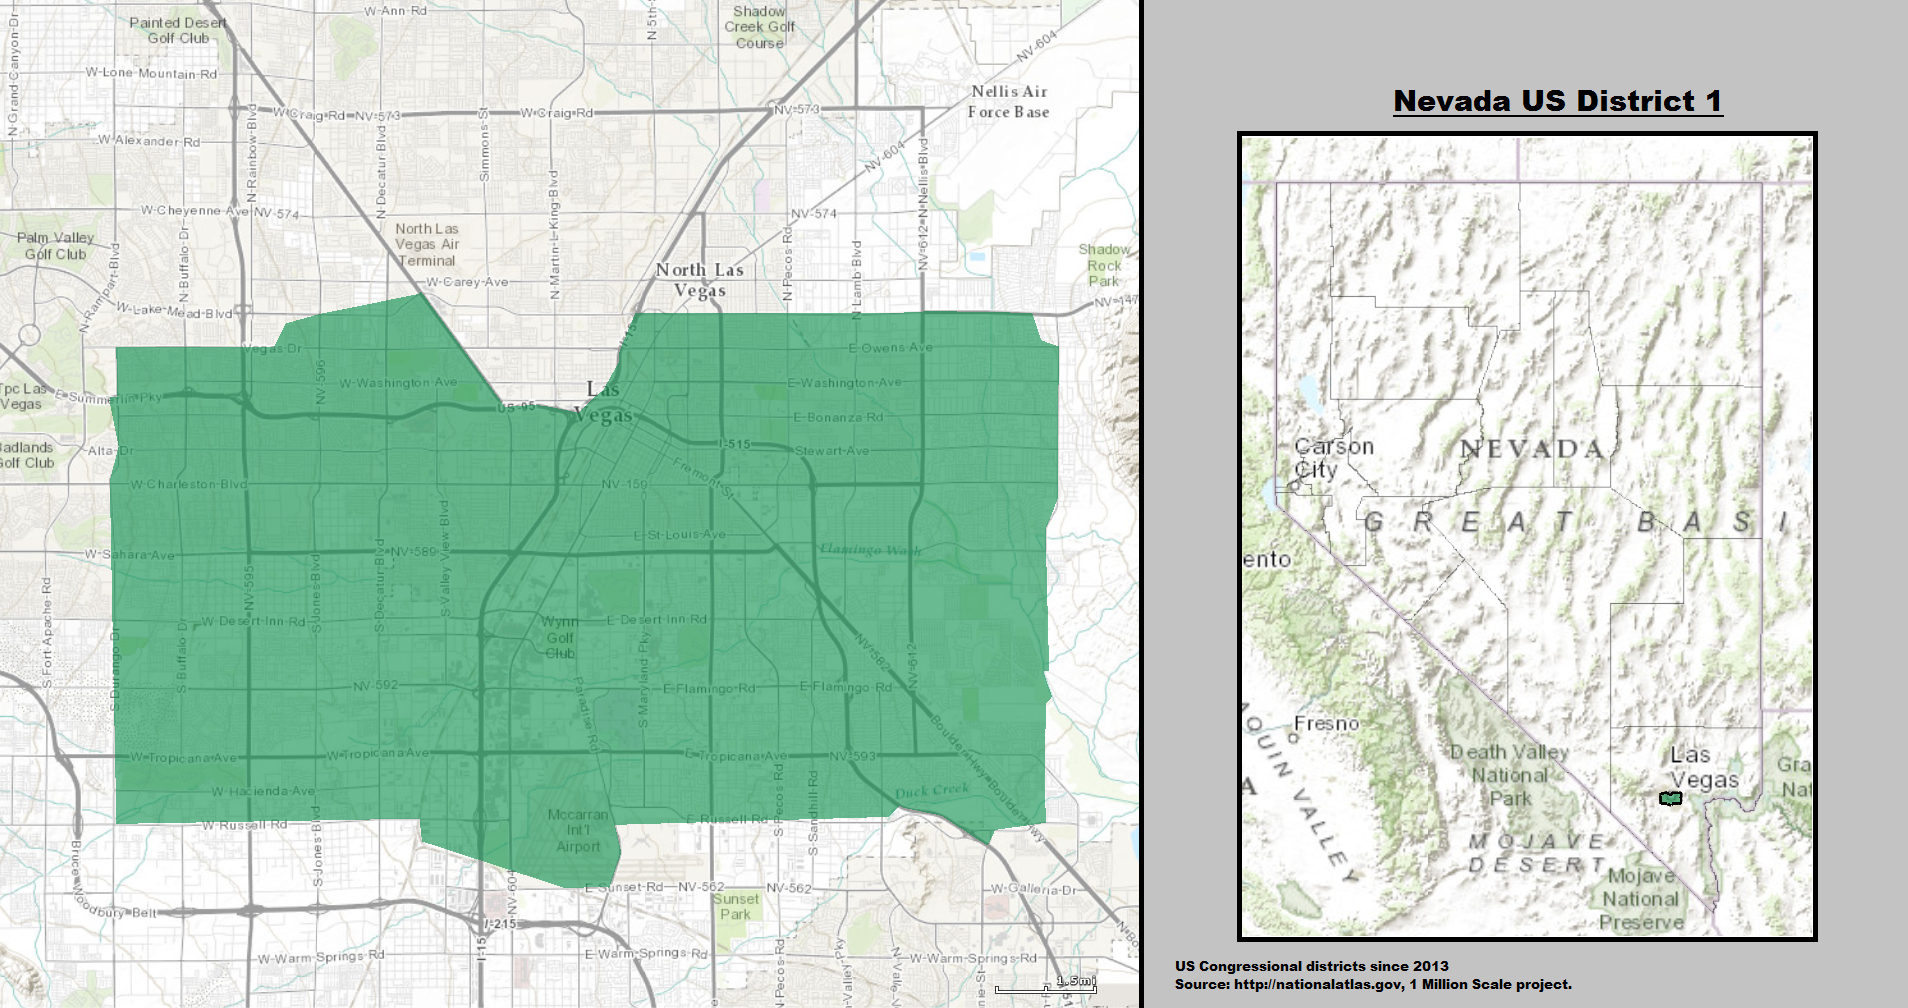 W-Ann-Rd
Painted Desert
Golf Club
Shadow
Creek Golf
Course
N-5th-S
NV-604
N-Grand-Canyon-Dr
W-Lone-Mountain-Rd
Nellis Air
Force Base
W-Craig-Rd-NV-573
W-Craig-Rd
NV-573
N-Rainbow-Blvd
N-Decatur-Blvd
Simmons-St
W-Alexander-Rd
NV-604
NV-612-N-Nellis-Blvd
N-Martin-L-King-Blvd
W-Cheyenne-Ave NV-574
NV-574
Palm Valley
Golf Club
N-Rampart-Blvd
N-Buffalo-Dr
North Las
Vegas Air
Terminal
N-Pecos-Rd
N-Lamb-Blvd
Shadow
Rock
Park
North Las
Vegas
W-Carey-Ave
W-Lake-Mead-Blvd
NV-147
I-15
Vegas Dr
E Owens-Ave
NV-596
W-Washington Ave
E-Washington-Ave
Tpc Las
Vegas
E-Summerlin-Pky
Las
Vegas
US-95
E-Bonanza-Rd
Badlands
Golf Club
Alta-Dr
I-515
Stewart-Ave
Fremont-St
W-Charleston-Blvd
NV-159
S-Valley View Blvd
E-St-Louis-Ave
W-Sahara-Ave
NV-589
Flamingo Wash
S-Fort-Apache-Rd
NV-595
S-Jones-Blvd
S-Decatur-Blvd
W-Desert-Inn-Rd
Wynn
Golf
Club
E-Desert-Inn Rd
S-Durango-Dr
S-Buffalo-Dr
S-Maryland-Pky
NV-582
NV-612
NV-592
E-Flamingo-Rd
E-Flamingo Rd
Paradise-Rd
W-Tropicana-Ave
W-Tropicana Ave
E Tropicana-Ave
NV-593
Boulder-Hwy-Boulder-Hwy
W-Hacienda-Ave
Duck Creek
Mccarran
Int'l
Airport
S-Pecos-Rd
S-Sandhill-Rd
W-Russell-Rd
E-Russell-Rd
Bruce-Woodbury-Belt
S-Jones-Blvd
E Sunset-Rd-NV-562
NV-562
W-Galleria-Dr
NV-604
Sunset
Park
I-215
I-15
W-Warm-Springs Rd
E Warm-Springs-Rd
W-Warm-Springs-Rd
N-Pecos-Rd
N-Valley-Pky
1.5mi
Nevada US District 1
Carson
City
NEVADA
GREAT BASI
ento
Fresno
AQUIN VALLEY
A
Death Valley
National
Park
Las
Vegas
Gra
Nat
MOJAVE
DESERT
Mojave
National
Preserve
US Congressional districts since 2013
Source: http://nationalatlas.gov, 1 Million Scale project.